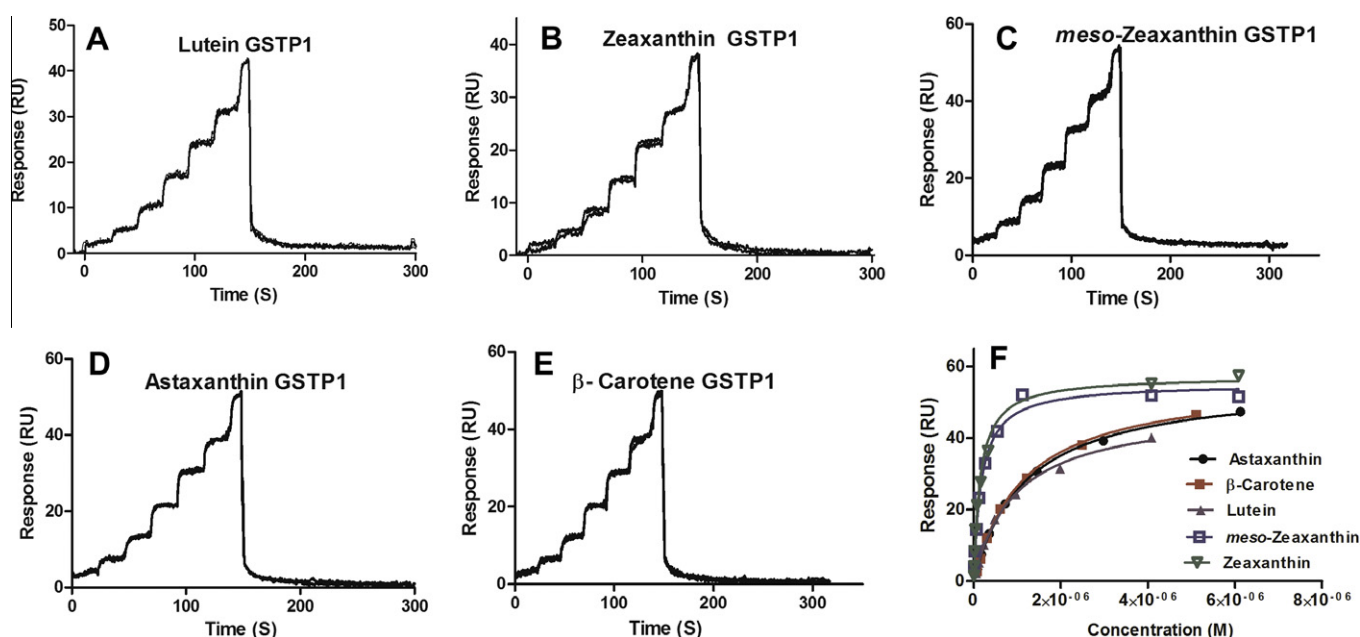 A
Lutein GSTP1
50
40
30
20
10
0
Response (RU)
0 100 200 300
Time (S)
B
Zeaxanthin GSTP1
40
30
20
10
0
Response (RU)
0 100 200 300
Time (S)
C
meso-Zeaxanthin GSTP1
60
40
20
0
Response (RU)
0 100 200 300
Time (S)
D
Astaxanthin GSTP1
60
40
20
0
Response (RU)
0 100 200 300
Time (S)
E
β- Carotene GSTP1
60
40
20
0
Response (RU)
0 100 200 300
Time (S)
F
60
40
20
0
Response (RU)
Astaxanthin
β-Carotene
Lutein
meso-Zeaxanthin
Zeaxanthin
0 2×10⁻⁰⁶ 4×10⁻⁰⁶ 6×10⁻⁰⁶ 8×10⁻⁰⁶
Concentration (M)